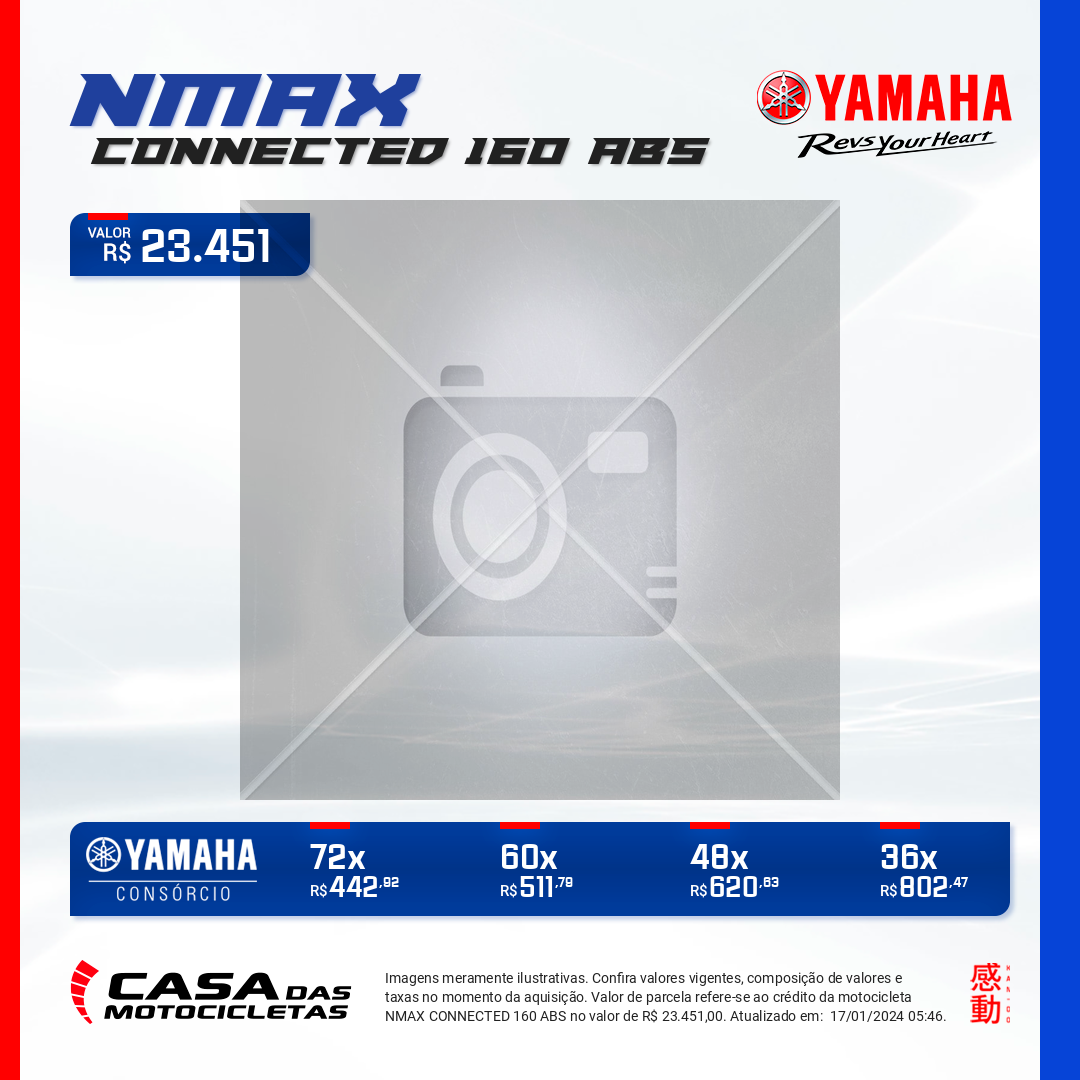 NMAX
CONNECTED 160 ABS
YAMAHA
Revs Your Heart
VALOR
R$ 23.451
YAMAHA
CONSÓRCIO
72x
R$ 442,92
60x
R$ 511,79
48x
R$ 620,63
36x
R$ 802,47
CASA DAS
MOTOCICLETAS
Imagens meramente ilustrativas. Confira valores vigentes, composição de valores e
taxas no momento da aquisição. Valor de parcela refere-se ao crédito da motocicleta
NMAX CONNECTED 160 ABS no valor de R$ 23.451,00. Atualizado em: 17/01/2024 05:46.
感動